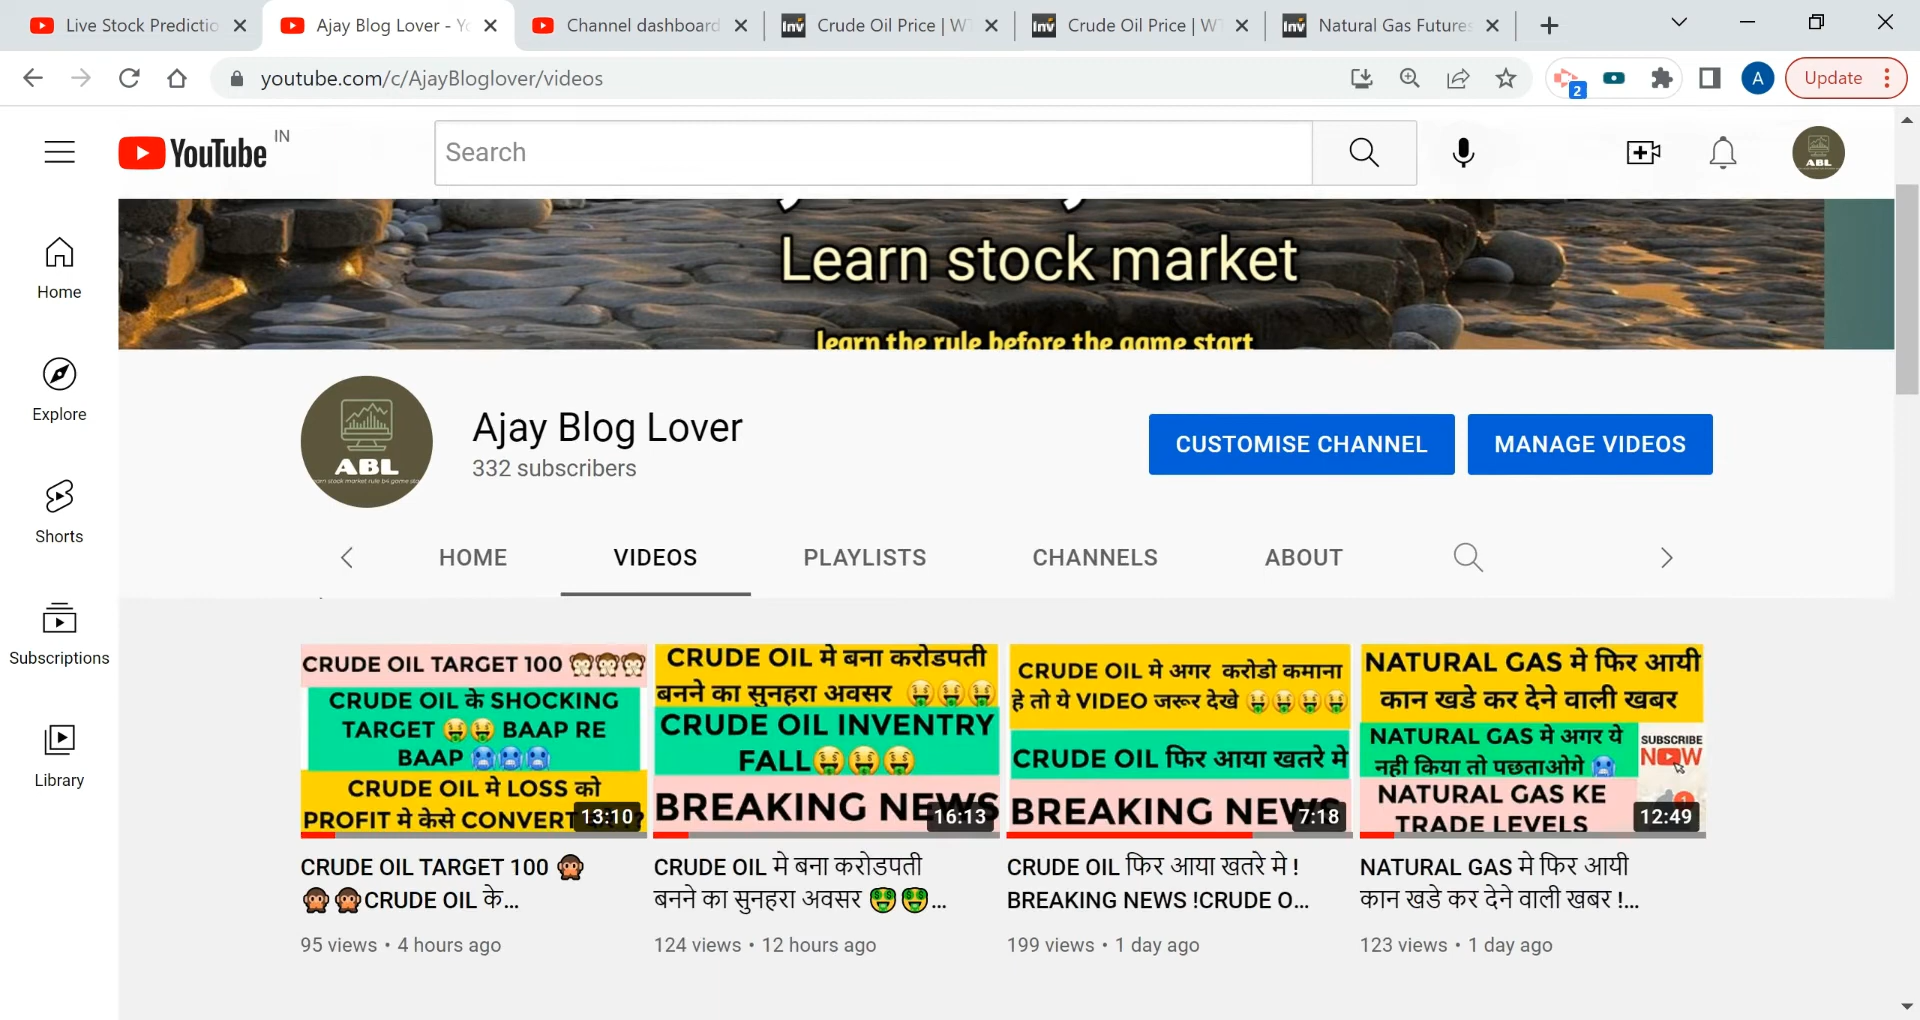 Live Stock Predictio
Ajay Blog Lover - Yo
Channel dashboard
Crude Oil Price | W
Crude Oil Price | W
Natural Gas Futures
youtube.com/c/AjayBloglover/videos
2
A
Update
YouTube
IN
Search
ABL
Home
Explore
Shorts
Subscriptions
Library
Learn stock market
learn the rule before the game start
ABL
Ajay Blog Lover
332 subscribers
CUSTOMISE CHANNEL
MANAGE VIDEOS
HOME
VIDEOS
PLAYLISTS
CHANNELS
ABOUT
CRUDE OIL TARGET 100 🙊🙊🙊
CRUDE OIL के SHOCKING
TARGET 🤑🤑 BAAP RE
BAAP 🥶🥶🥶
CRUDE OIL मे LOSS को
PROFIT मे केसे CONVERT
13:10
CRUDE OIL TARGET 100 🙊
🙊🙊CRUDE OIL के...
95 views • 4 hours ago
CRUDE OIL मे बना करोडपती
बनने का सुनहरा अवसर 🤑🤑🤑
CRUDE OIL INVENTRY
FALL🤑🤑🤑
BREAKING NEWS
16:13
CRUDE OIL मे बना करोडपती
बनने का सुनहरा अवसर 🤑🤑...
124 views • 12 hours ago
CRUDE OIL मे अगर करोडो कमाना
हे तो ये VIDEO जरूर देखे 🤑🤑🤑🤑
CRUDE OIL फिर आया खतरे मे
BREAKING NEWS
7:18
CRUDE OIL फिर आया खतरे मे !
BREAKING NEWS !CRUDE O...
199 views • 1 day ago
NATURAL GAS मे फिर आयी
कान खडे कर देने वाली खबर
NATURAL GAS मे अगर ये
नही किया तो पछताओगे 🥶
SUBSCRIBE
NOW
1
NATURAL GAS KE
TRADE LEVELS
12:49
NATURAL GAS मे फिर आयी
कान खडे कर देने वाली खबर !...
123 views • 1 day ago